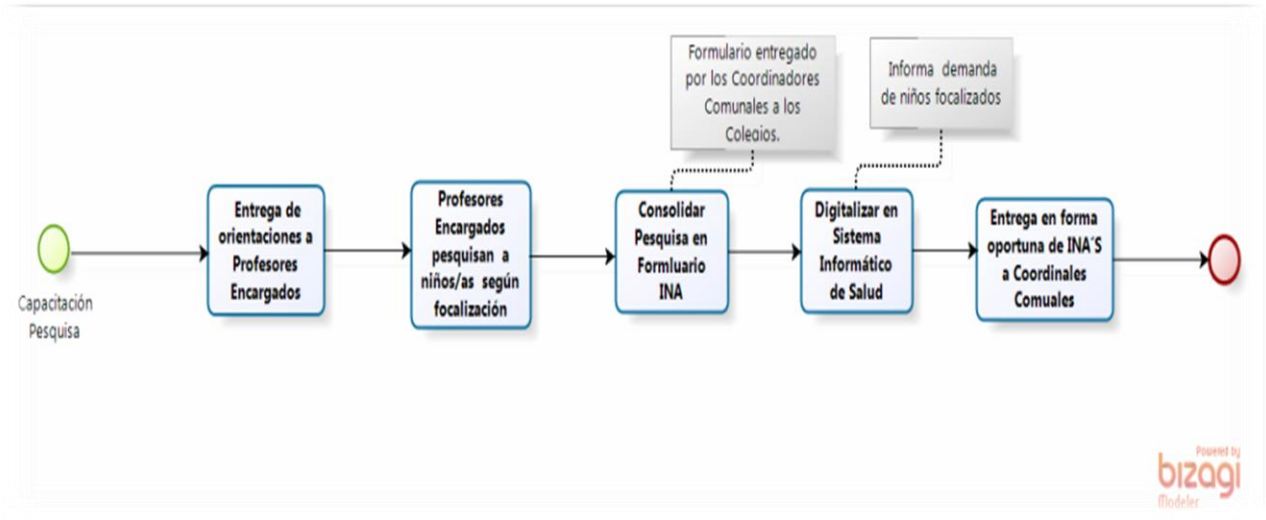 Formulario entregado
por los Coordinadores
Comunales a los
Colegios.
Informa demanda
de niños focalizados
Capacitación
Pesquisa
Entrega de
orientaciones a
Profesores
Encargados
Profesores
Encargados
pesquisan a
niños/as según
focalización
Consolidar
Pesquisa en
Formluario
INA
Digitalizar en
Sistema
Informático
de Salud
Entrega en forma
oportuna de INA´S
a Coordinales
Comuales
Powered by
bizagi
Modeler